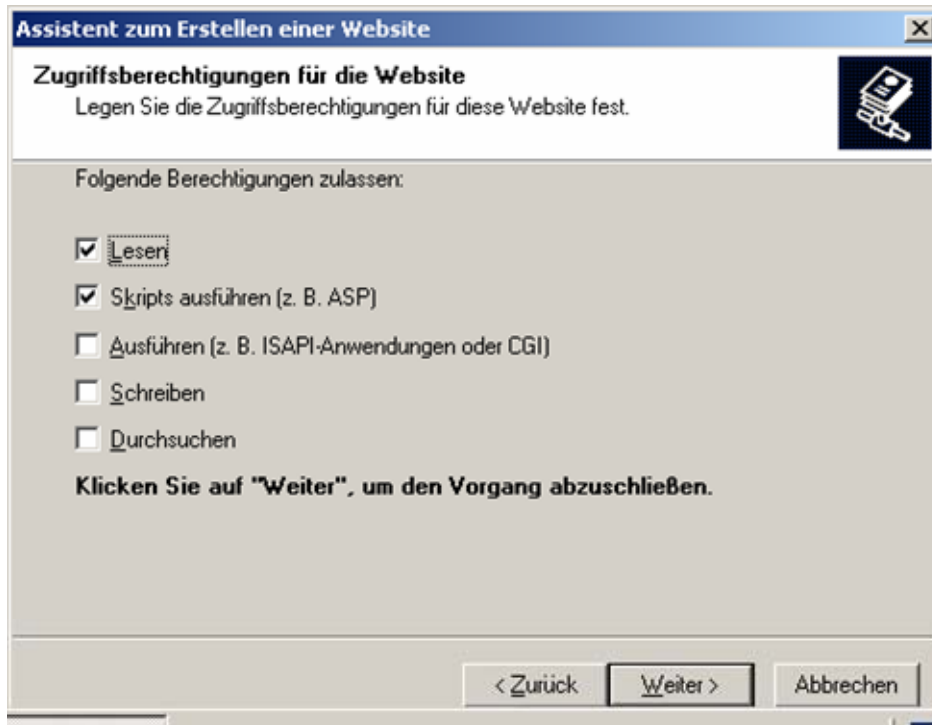 Assistent zum Erstellen einer Website
Zugriffsberechtigungen für die Website
Legen Sie die Zugriffsberechtigungen für diese Website fest.
Folgende Berechtigungen zulassen:
Lesen
Skripts ausführen (z. B. ASP)
Ausführen (z. B. ISAPI-Anwendungen oder CGI)
Schreiben
Durchsuchen
Klicken Sie auf "Weiter", um den Vorgang abzuschließen.
< Zurück Weiter > Abbrechen